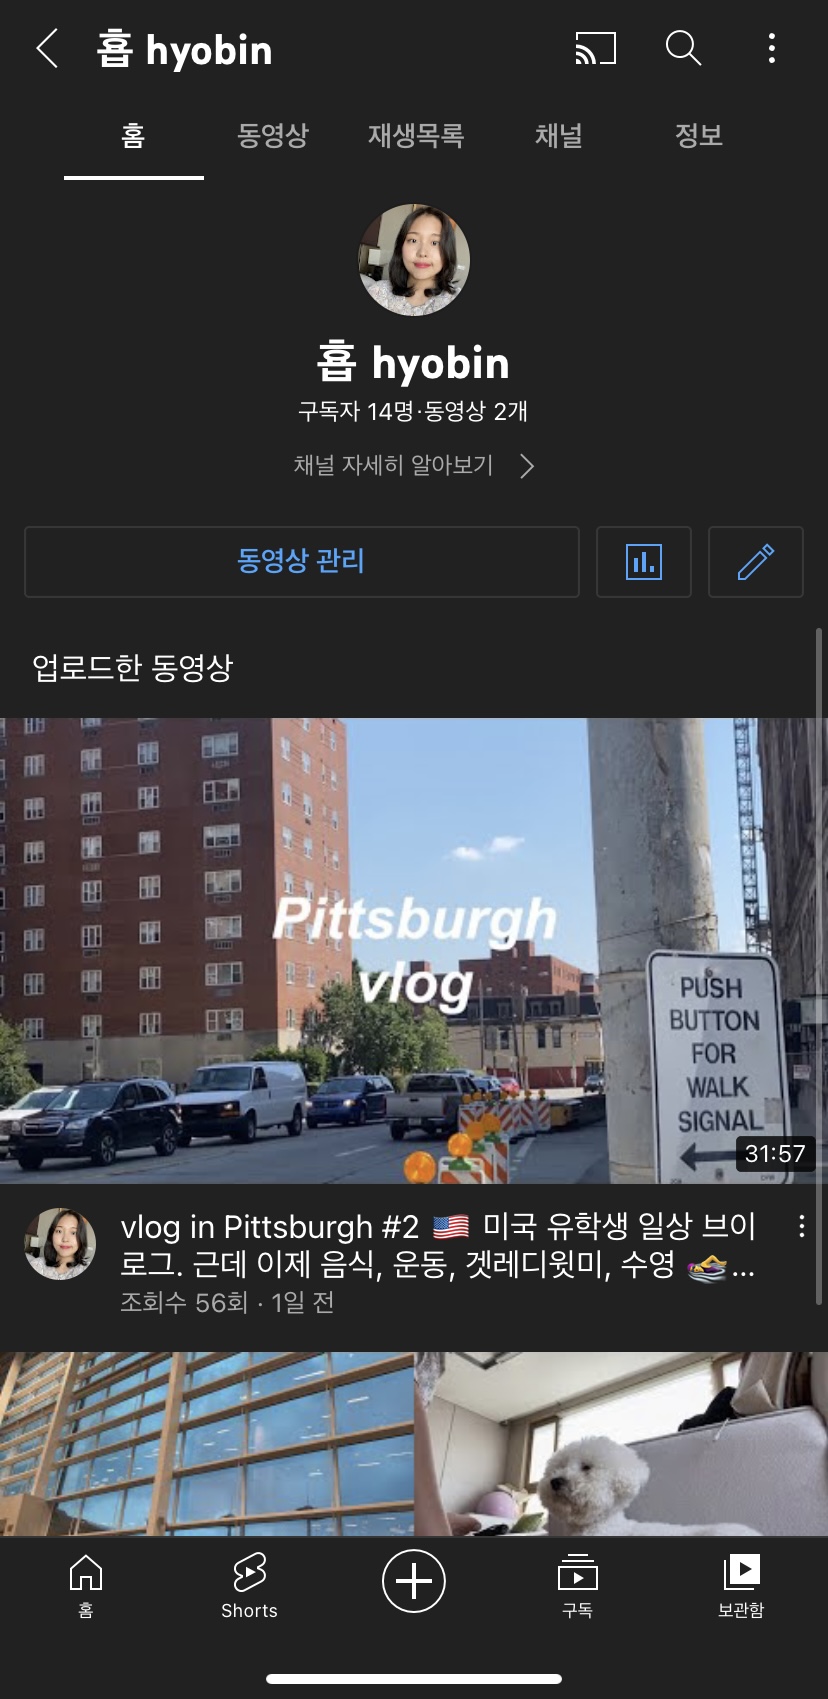 횹 hyobin
홈 동영상 재생목록 채널 정보
횹 hyobin
구독자 14명·동영상 2개
채널 자세히 알아보기
동영상 관리
업로드한 동영상
Pittsburgh
vlog
PUSH
BUTTON
FOR
WALK
SIGNAL
31:57
vlog in Pittsburgh #2 🇺🇸 미국 유학생 일상 브이
로그. 근데 이제 음식, 운동, 겟레디윗미, 수영 👟...
조회수 56회 · 1일 전
홈 Shorts 구독 보관함